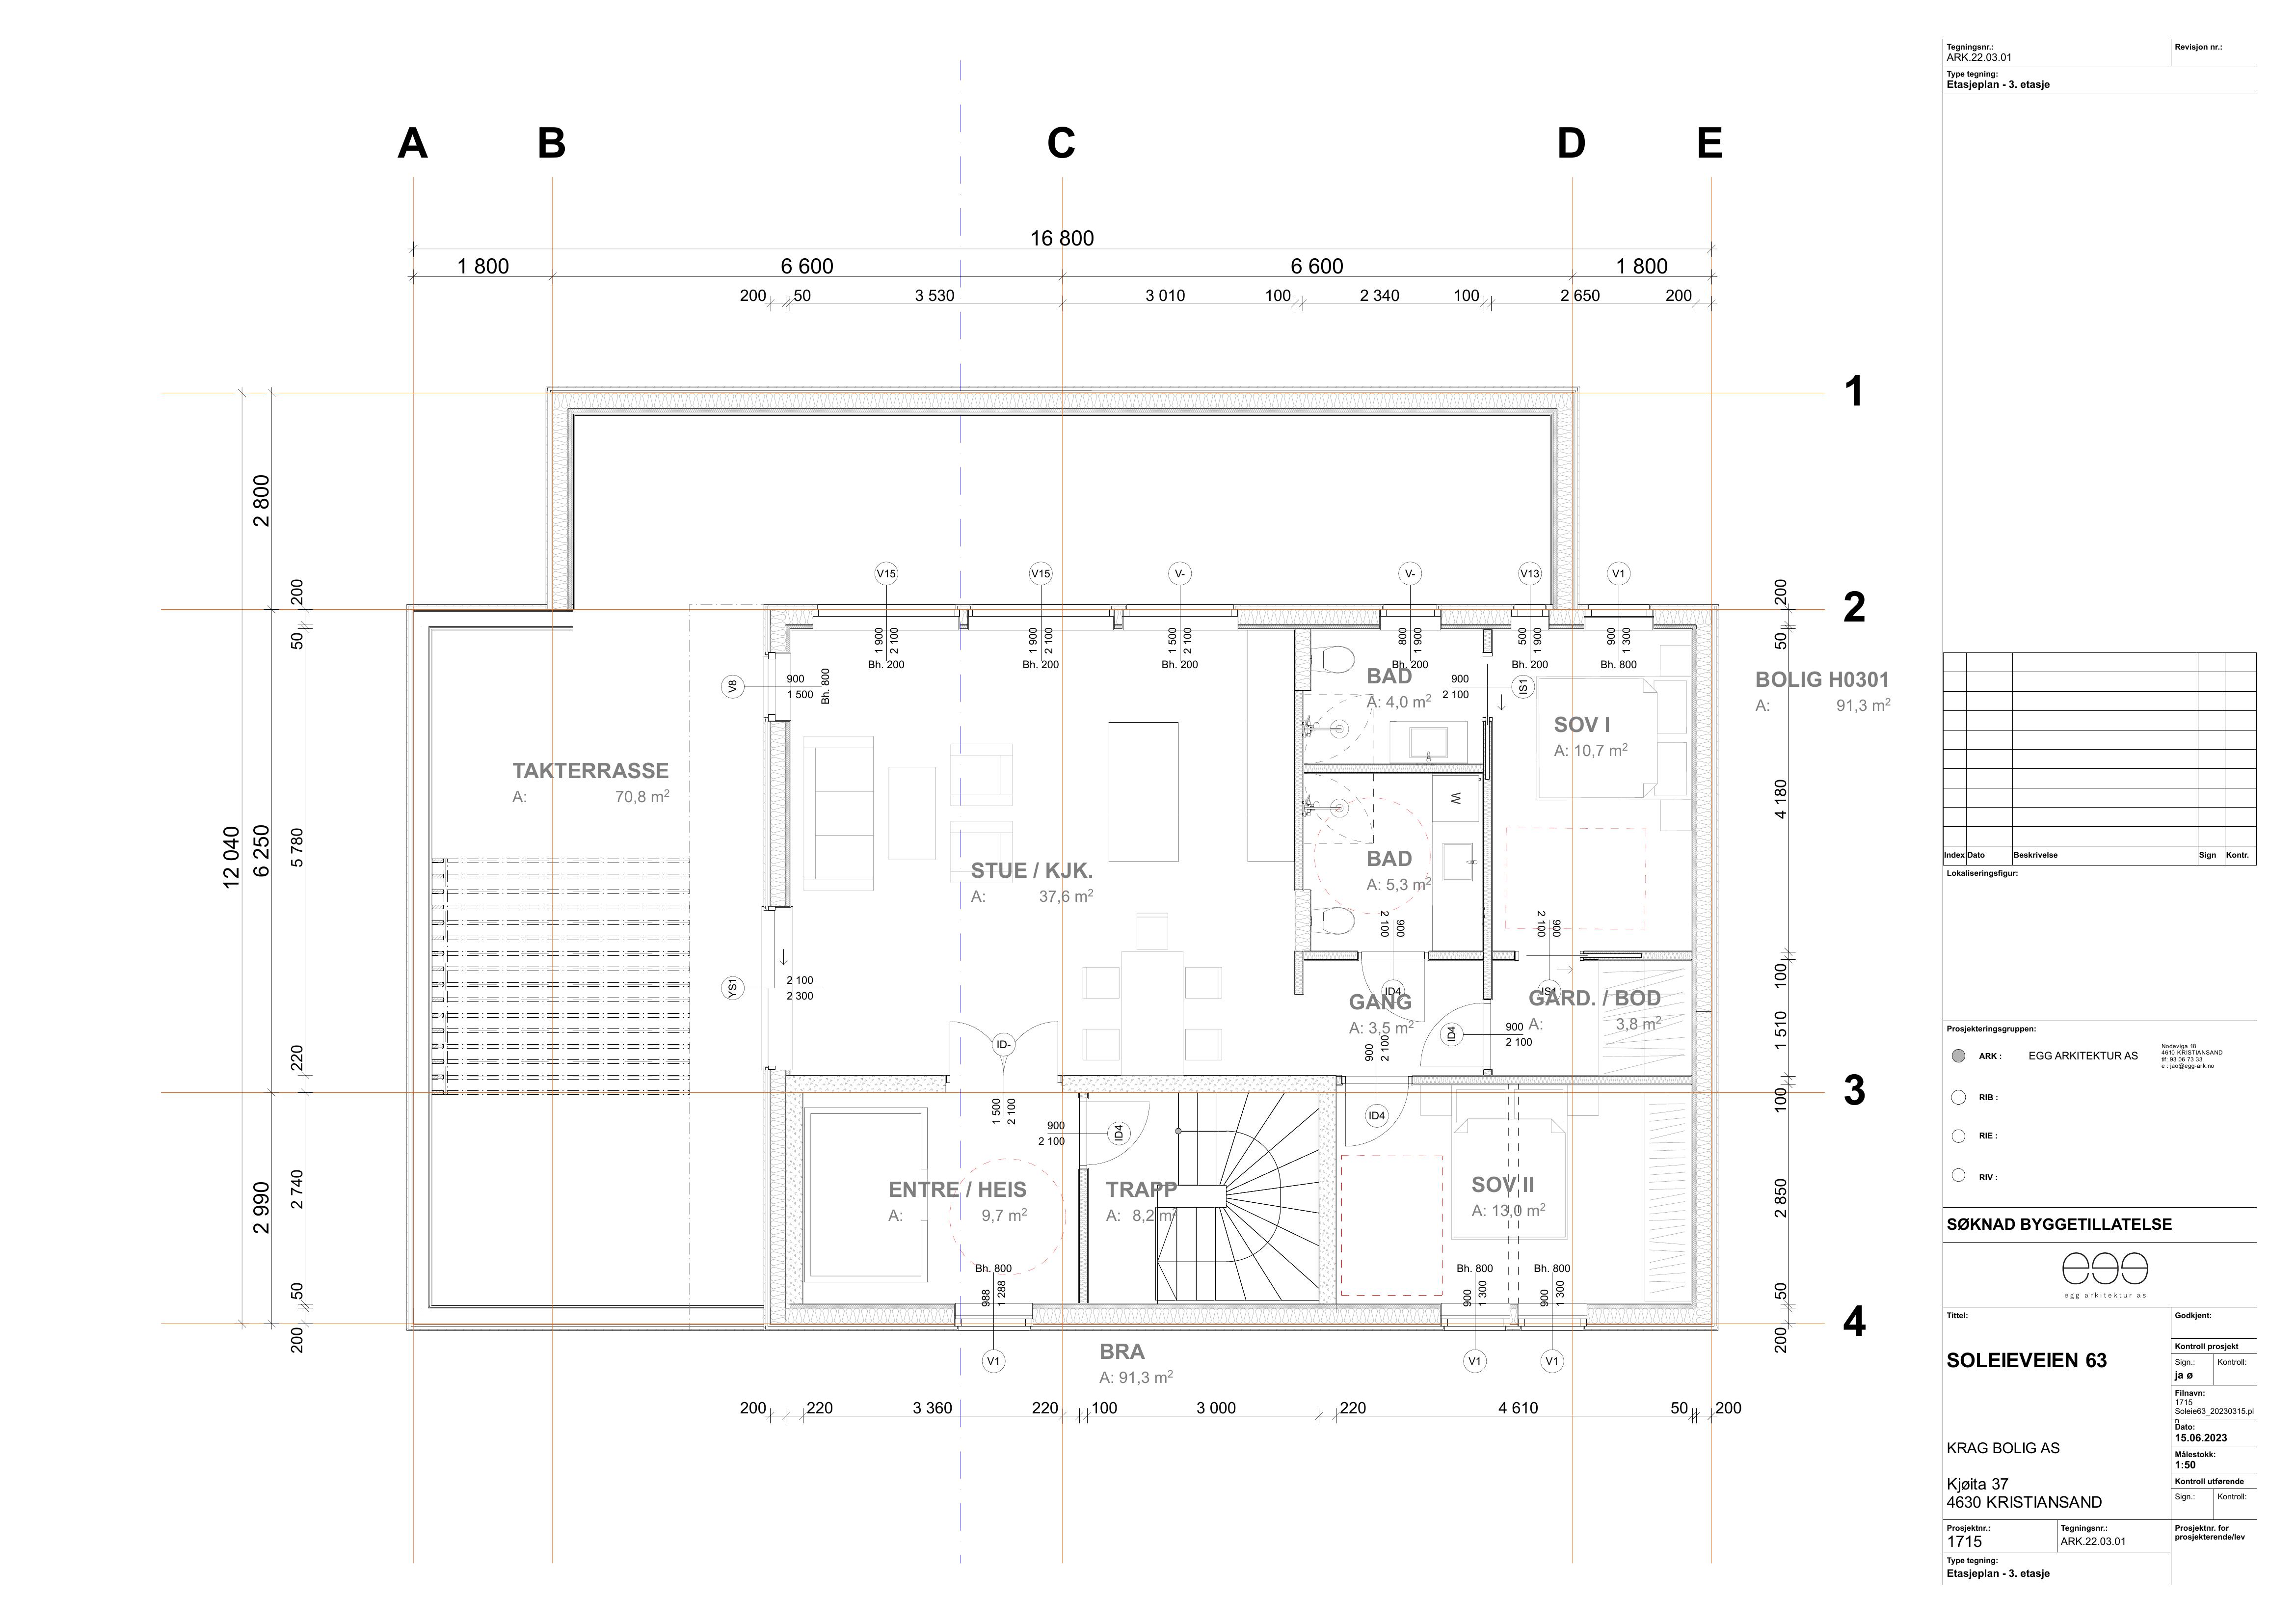 Tegningsnr.:
ARK.22.03.01
Revisjon nr.:
Type tegning:
Etasjeplan - 3. etasje
A B C D E
16 800
1 800 6 600 6 600 1 800
200 50 3 530 3 010 100 2 340 100 2 650 200
1
2
3
4
12 040
2 800
6 250
2 990
200
50
5 780
220
2 740
50
200
200
50
4 180
100
1 510
100
2 850
50
200
V15 V15 V- V- V13 V1
1 900
2 100
Bh. 200
1 900
2 100
Bh. 200
1 500
2 100
Bh. 200
800
1 900
Bh. 200
500
1 900
Bh. 200
900
1 300
Bh. 800
V8
900
1 500
Bh. 800
BAD
A: 4,0 m²
900
2 100
IS1
SOV I
A: 10,7 m²
BOLIG H0301
A: 91,3 m²
TAKTERRASSE
A: 70,8 m²
W
STUE / KJK.
A: 37,6 m²
BAD
A: 5,3 m²
900
2 100
ID4
900
2 100
IS1
YS1
2 100
2 300
GANG
A: 3,5 m²
GARD. / BOD
A: 3,8 m²
ID4
900
2 100
ID-
1 500
2 100
900
2 100
ID4
900
2 100
ID4
ENTRE / HEIS
A: 9,7 m²
TRAPP
A: 8,2 m²
SOV II
A: 13,0 m²
Bh. 800
988
1 288
V1
Bh. 800
900
1 300
V1
Bh. 800
900
1 300
V1
BRA
A: 91,3 m²
200 220 3 360 220 100 3 000 220 4 610 50 200
Index Dato Beskrivelse Sign Kontr.
Lokaliseringsfigur:
Prosjekteringsgruppen:
ARK : EGG ARKITEKTUR AS
Nodeviga 18
4610 KRISTIANSAND
tlf: 93 06 73 33
e : jao@egg-ark.no
RIB :
RIE :
RIV :
SØKNAD BYGGETILLATELSE
egg
egg arkitektur as
Tittel:
SOLEIEVEIEN 63
KRAG BOLIG AS
Kjøita 37
4630 KRISTIANSAND
Godkjent:
Kontroll prosjekt
Sign.: Kontroll:
ja ø
Filnavn:
1715
Soleie63_20230315.pl
n
Dato:
15.06.2023
Målestokk:
1:50
Kontroll utførende
Sign.: Kontroll:
Prosjektnr.:
1715
Tegningsnr.:
ARK.22.03.01
Prosjektnr. for
prosjekterende/lev
Type tegning:
Etasjeplan - 3. etasje